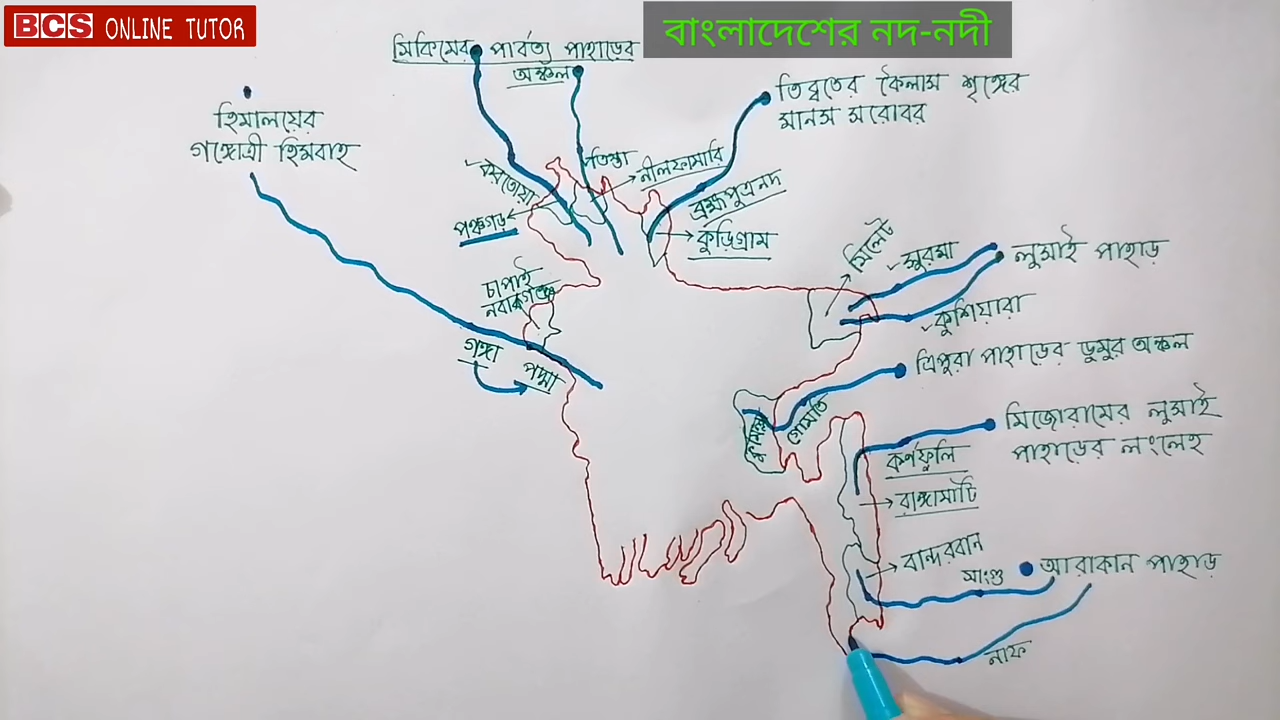 BCS ONLINE TUTOR
বাংলাদেশের নদ-নদী
সিকিমের পার্বত্য পাহাড়ের
অঞ্চল
তিব্বতের কৈলাস শৃঙ্গের
মানস সরোবর
হিমালয়ের
গঙ্গোত্রী হিমবাহ
করতোয়া
তিস্তা
নীলফামারি
ব্রহ্মপুত্র নদ
পঞ্চগড়
কুড়িগ্রাম
সিলেট
সুরমা
লুসাই পাহাড়
চাপাই
নবাবগঞ্জ
কুশিয়ারা
গঙ্গা
পদ্মা
ত্রিপুরা পাহাড়ের ডুমুর অঞ্চল
গোমতি
কুমিল্লা
মিজোরামের লুসাই
পাহাড়ের লংলেহ
কর্ণফুলি
রাঙ্গামাটি
বান্দরবান
সাংগু
আরাকান পাহাড়
নাফ